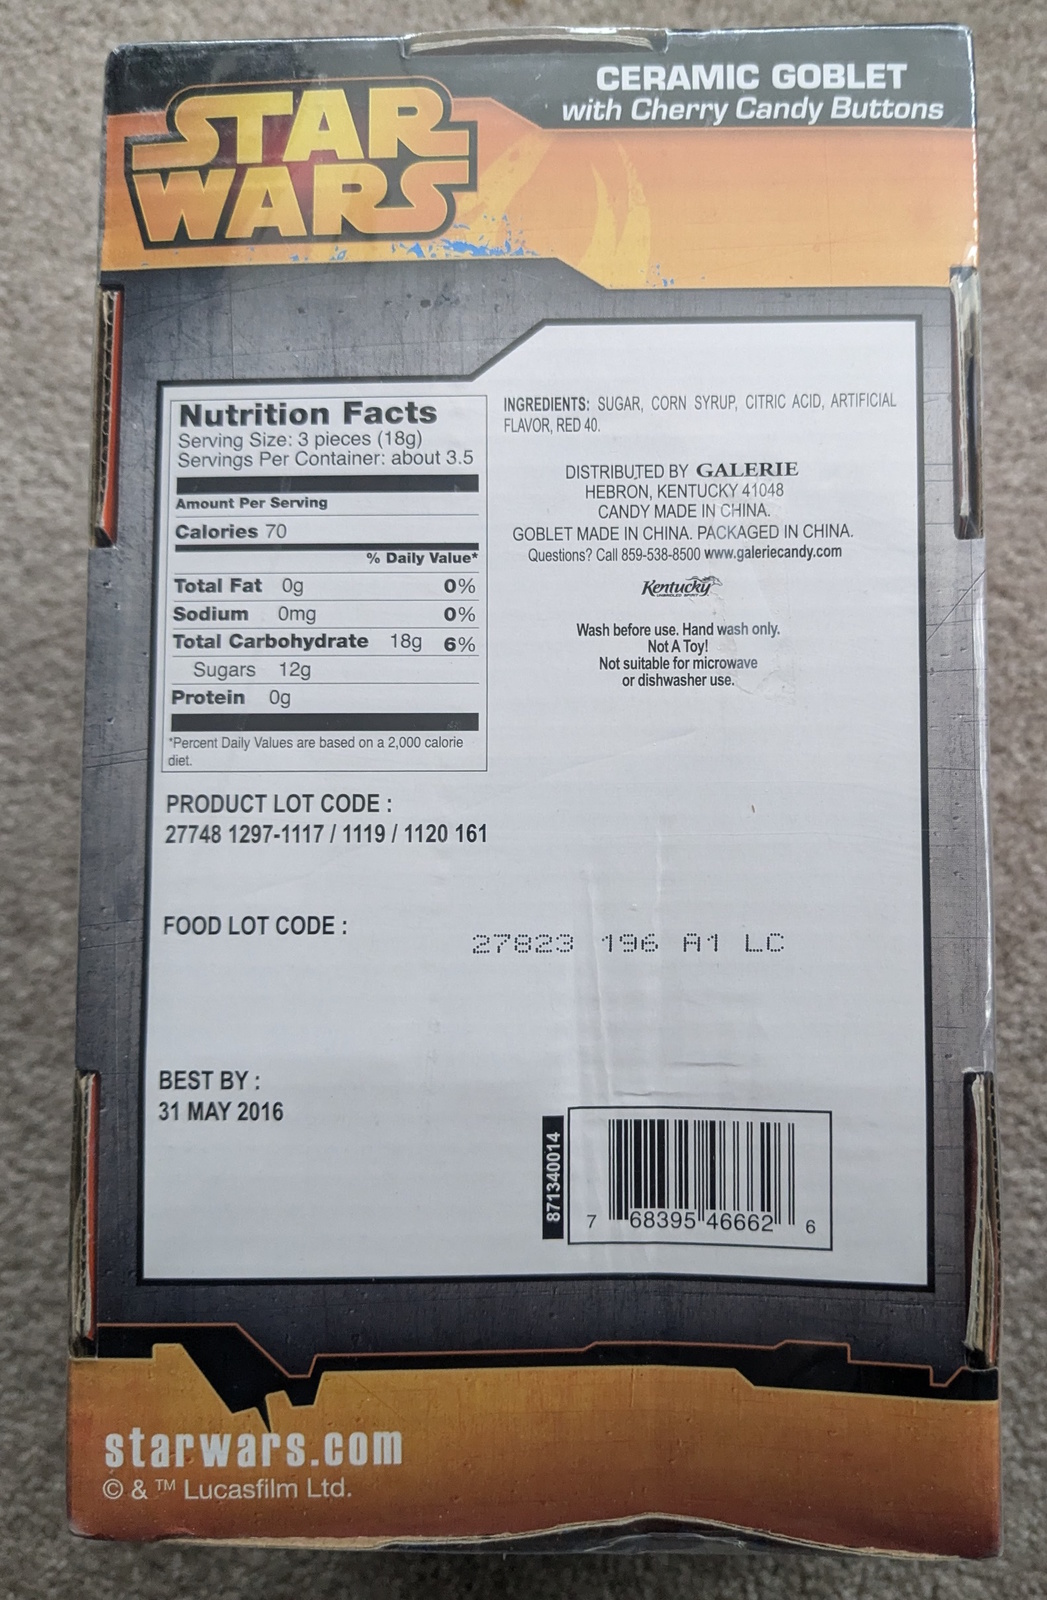 STAR
WARS
CERAMIC GOBLET
with Cherry Candy Buttons
Nutrition Facts
Serving Size: 3 pieces (18g)
Servings Per Container: about 3.5
Amount Per Serving
Calories 70
% Daily Value*
Total Fat 0g 0%
Sodium 0mg 0%
Total Carbohydrate 18g 6%
Sugars 12g
Protein 0g
*Percent Daily Values are based on a 2,000 calorie
diet.
INGREDIENTS: SUGAR, CORN SYRUP, CITRIC ACID, ARTIFICIAL
FLAVOR, RED 40.
DISTRIBUTED BY GALERIE
HEBRON, KENTUCKY 41048
CANDY MADE IN CHINA.
GOBLET MADE IN CHINA. PACKAGED IN CHINA.
Questions? Call 859-538-8500 www.galeriecandy.com
Kentucky
Wash before use. Hand wash only.
Not A Toy!
Not suitable for microwave
or dishwasher use.
PRODUCT LOT CODE :
27748 1297-1117 / 1119 / 1120 161
FOOD LOT CODE :
27823 196 A1 LC
BEST BY :
31 MAY 2016
871340014
7 68395 46662 6
starwars.com
© & ™ Lucasfilm Ltd.